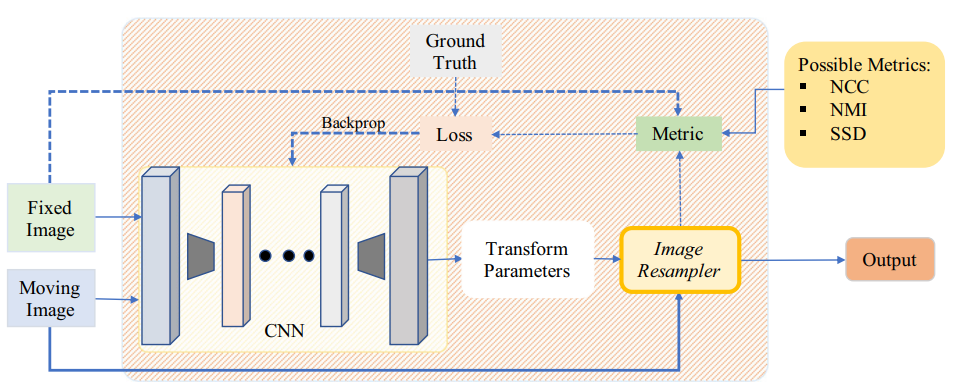 Ground
Truth
Possible Metrics:
▪ NCC
▪ NMI
▪ SSD
Backprop
Loss
Metric
Fixed
Image
Moving
Image
Transform
Parameters
Image
Resampler
Output
CNN